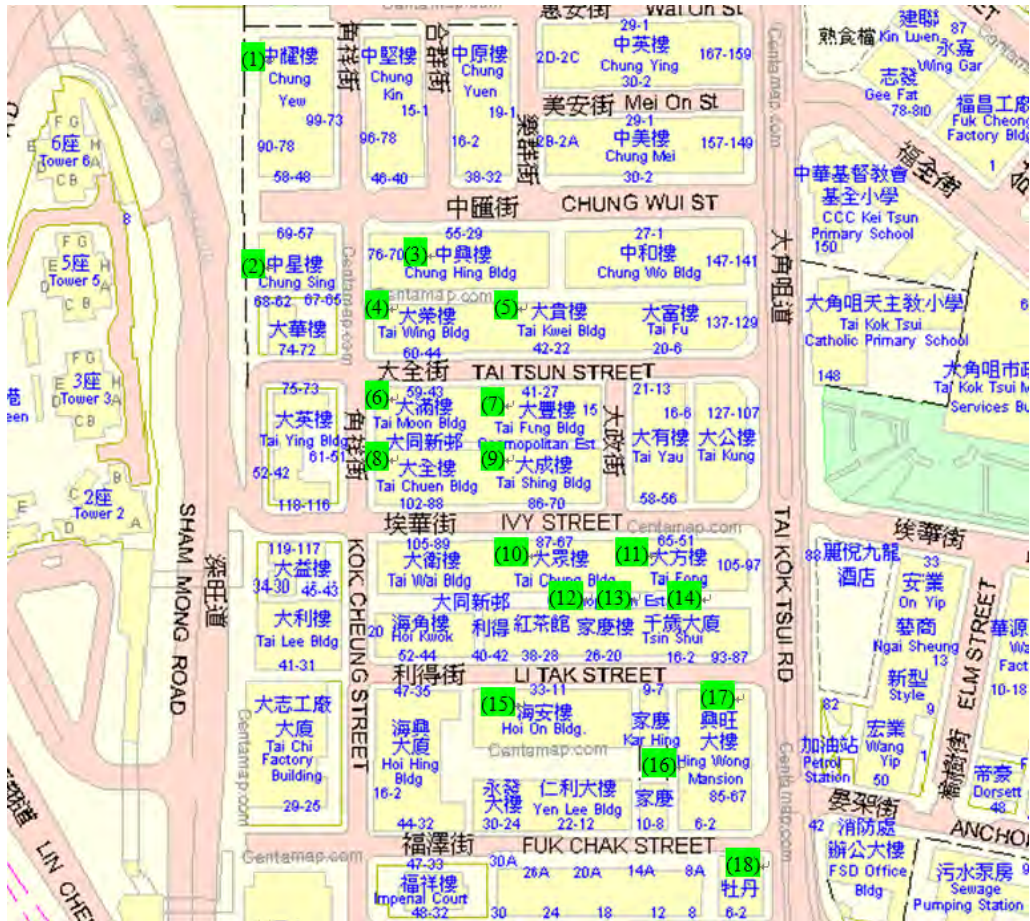 惠安街 Wai On St
29-1
中英樓
2D-2C
Chung Ying
167-159
30-2
美安街 Mei On St
29-1
中美樓
2B-2A
Chung Mei
157-149
30-2
角祥街
合群街
樂群街
(1)
中耀樓
Chung
Yew
99-73
90-78
58-48
中堅樓
Chung
Kin
15-1
96-78
46-40
中原樓
Chung
Yuen
19-1
16-2
38-32
熟食檔
建聯
Kin Luen
87
永嘉
Wing Gar
志發
Gee Fat
78-80
福昌工廠
Fuk Cheong
Factory Bldg
1
福全街
6座
Tower 6
5座
Tower 5
3座
Tower 3
2座
Tower 2
8
中匯街 CHUNG WUI ST
中華基督教會
基全小學
CCC Kei Tsun
Primary School
150
69-57
(2)
中星樓
Chung Sing
68-62
67-65
大華樓
74-72
55-29
76-70
(3)
中興樓
Chung Hing Bldg
27-1
中和樓
Chung Wo Bldg
147-141
Centamap.com
(4)
大榮樓
Tai Wing Bldg
60-44
(5)
大貴樓
Tai Kwei Bldg
42-22
大富樓
Tai Fu
137-129
20-6
大角咀道
大角咀天主教小學
Tai Kok Tsui
Catholic Primary School
148
大角咀市政
Services Bu
大全街 TAI TSUN STREET
75-73
大英樓
Tai Ying Bldg
61-51
52-42
118-116
角祥街
(6)
59-43
大滿樓
Tai Moon Bldg
(7)
41-27
大豐樓
15
Tai Fung Bldg
大同新邨
Cosmopolitan Est.
(8)
大全樓
Tai Chuen Bldg
102-88
(9)
大成樓
Tai Shing Bldg
86-70
大政街
21-13
16-6
大有樓
Tai Yau
58-56
127-107
大公樓
Tai Kung
埃華街 IVY STREET
Centamap.com
埃華街
SHAM MONG ROAD
深旺道
KOK CHEUNG STREET
TAI KOK TSUI RD
119-117
大益樓
34-30
45-43
大利樓
Tai Lee Bldg
41-31
105-89
大衛樓
Tai Wai Bldg
(10)
87-67
大眾樓
Tai Chung Bldg
(11)
65-51
大方樓
Tai Fong
105-97
大同新邨
(12)
(13)
Est
(14)
海角樓
Hoi Kwok
20
52-44
利得
40-42
紅茶館
38-28
家慶樓
26-20
千歲大廈
Tsin Shui
16-2
93-87
88
麗悅九龍
酒店
33
安業
On Yip
藝商
Ngai Sheung
13
新型
Style
9
82
宏業
Wang
Yip
1
50
ELM STREET
華源
Fact
10-18
利得街 LI TAK STREET
大志工廠
大廈
Tai Chi
Factory
Building
29-25
47-35
海興
大廈
Hoi Hing
Bldg
16-2
44-32
(15)
33-11
海安樓
Hoi On Bldg.
Centamap.com
9-7
家慶
Kar Hing
(16)
家慶
10-8
(17)
興旺
大樓
Hing Wong
Mansion
85-67
6-2
永發
大樓
30-24
仁利大樓
Yen Lee Bldg
22-12
加油站
Petrol
Station
晏架街
帝豪
Dorsett
48
LIN CHE
福澤街 FUK CHAK STREET
Centamap.com
47-33
福祥樓
Imperial Court
48-32
30A
26A
20A
14A
8A
30
24
18
12
8
(18)
牡丹
6-2
42
消防處
辦公大樓
FSD Office
Bldg
ANCHO
污水泵房
Sewage
Pumping Station